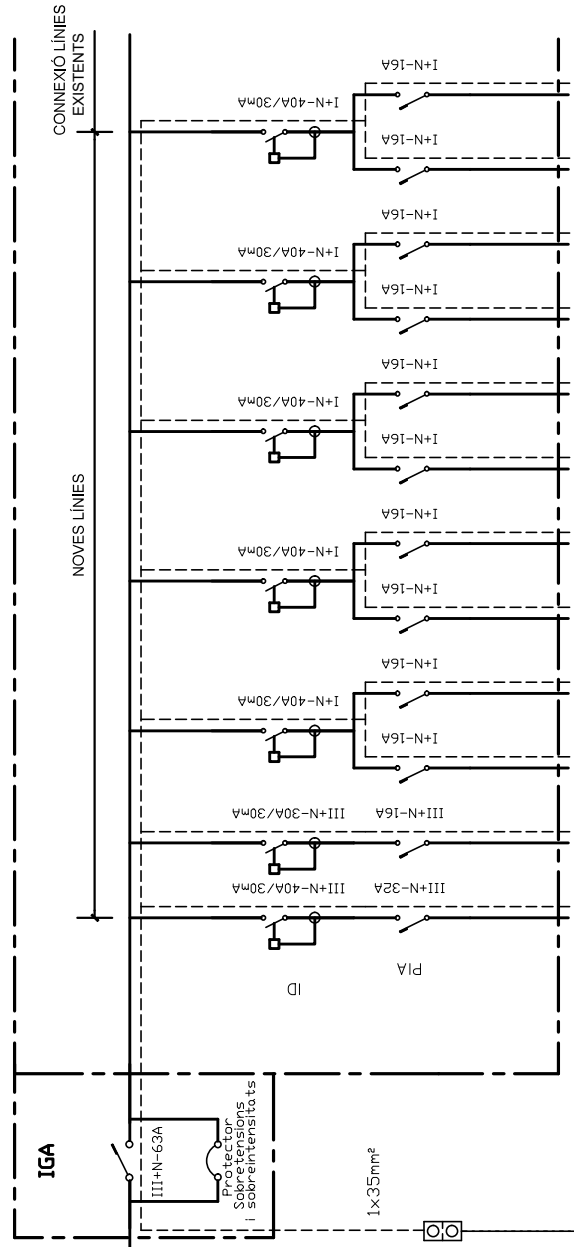 CONNEXIÓ LÍNIES
EXISTENTS
NOVES LÍNIES
I+N-16A
I+N-16A
I+N-40A/30mA
I+N-16A
I+N-16A
I+N-40A/30mA
I+N-16A
I+N-16A
I+N-40A/30mA
I+N-16A
I+N-16A
I+N-40A/30mA
I+N-16A
I+N-16A
I+N-40A/30mA
III+N-30A/30mA
III+N-16A
III+N-40A/30mA
III+N-32A
ID
PIA
IGA
III+N-63A
Protector
Sobretensions
i sobreintensitats
1x35mm²